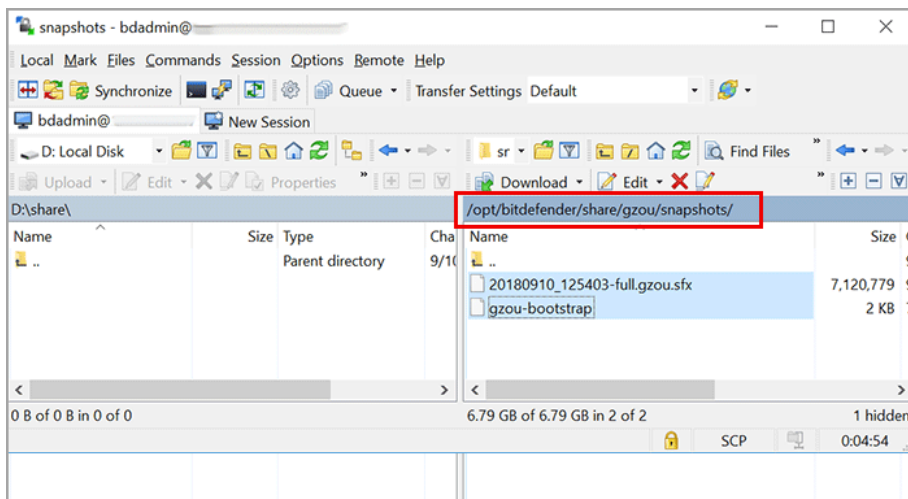 snapshots - bdadmin@
Local Mark Files Commands Session Options Remote Help
Synchronize Queue Transfer Settings Default
bdadmin@ New Session
D: Local Disk sr Find Files »
Upload Edit Properties » Download Edit »
D:\share\ /opt/bitdefender/share/gzou/snapshots/
Name Size Type Cha Name Size
.. Parent directory 9/10 ..
20180910_125403-full.gzou.sfx 7,120,779
gzou-bootstrap 2 KB
0 B of 0 B in 0 of 0 6.79 GB of 6.79 GB in 2 of 2 1 hidden
SCP 0:04:54